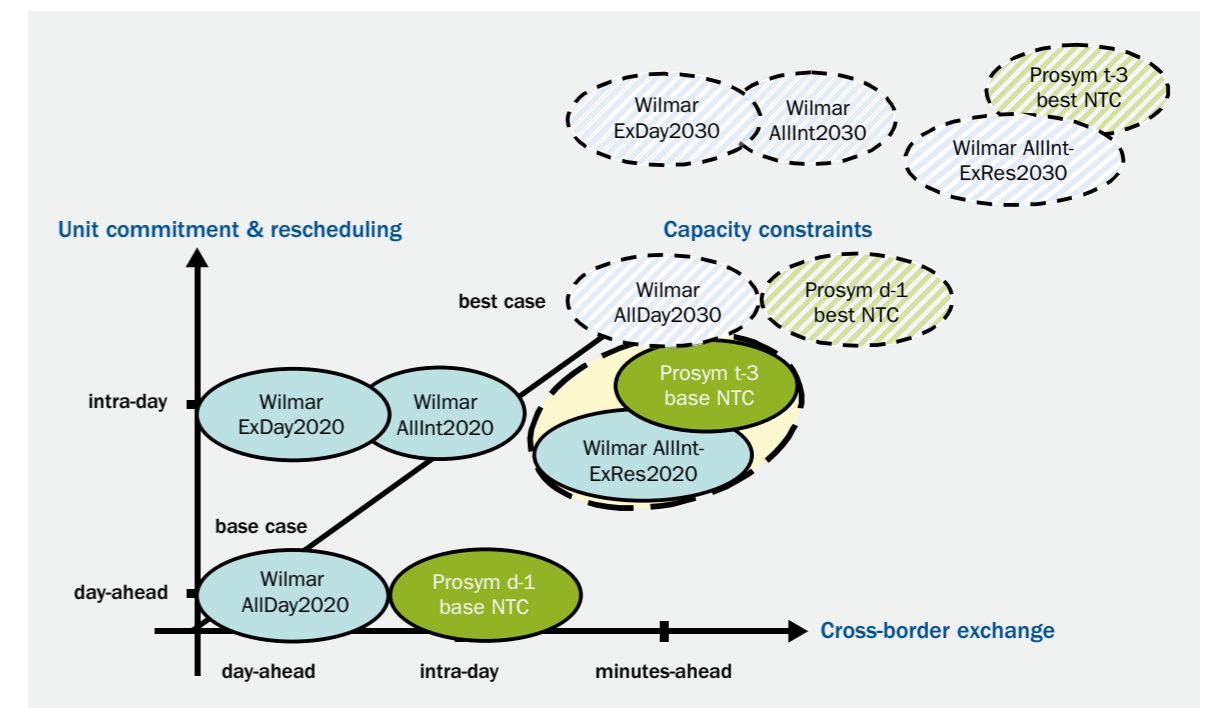 Prosym t-3
best NTC
Wilmar
ExDay2030
Wilmar
AllInt2030
Wilmar AllInt-
ExRes2030
Unit commitment & rescheduling
Capacity constraints
best case
Wilmar
AllDay2030
Prosym d-1
best NTC
intra-day
Wilmar
ExDay2020
Wilmar
AllInt2020
Prosym t-3
base NTC
Wilmar AllInt-
ExRes2020
base case
day-ahead
Wilmar
AllDay2020
Prosym d-1
base NTC
Cross-border exchange
day-ahead
intra-day
minutes-ahead